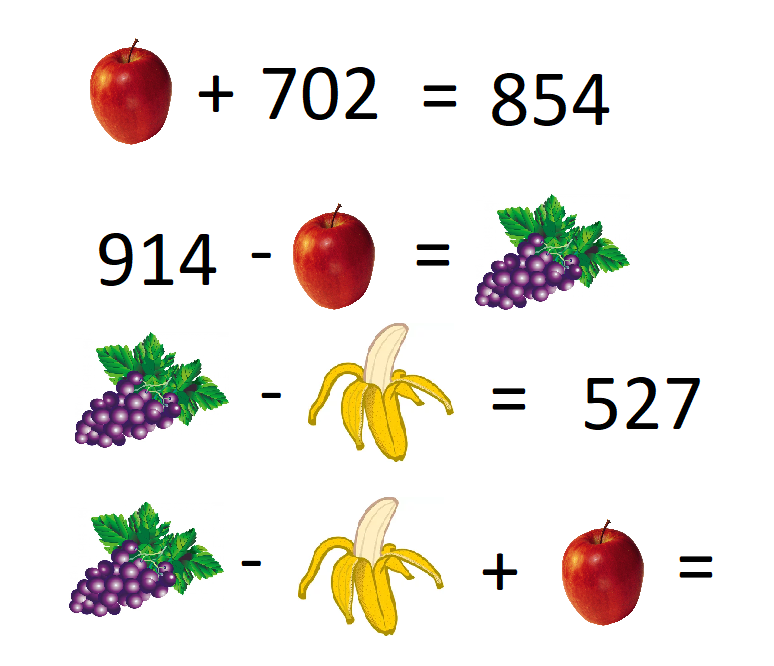 + 702 = 854
914 - =
- = 527
- + =